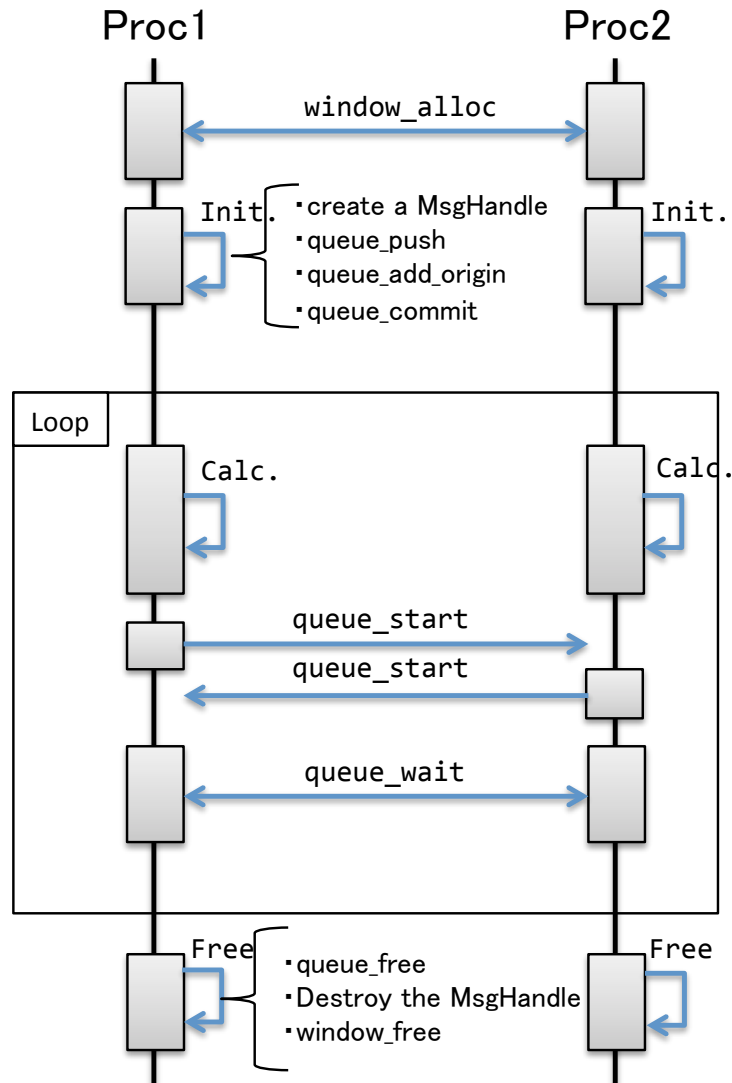 Proc1 Proc2
window_alloc
Init. Init.
・create a MsgHandle
・queue_push
・queue_add_origin
・queue_commit
Loop
Calc. Calc.
queue_start
queue_start
queue_wait
Free Free
・queue_free
・Destroy the MsgHandle
・window_free